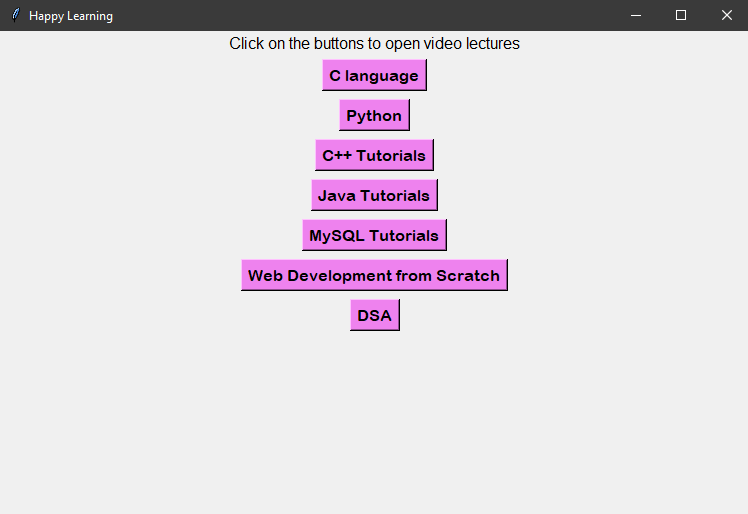 Happy Learning
Click on the buttons to open video lectures
C language
Python
C++ Tutorials
Java Tutorials
MySQL Tutorials
Web Development from Scratch
DSA